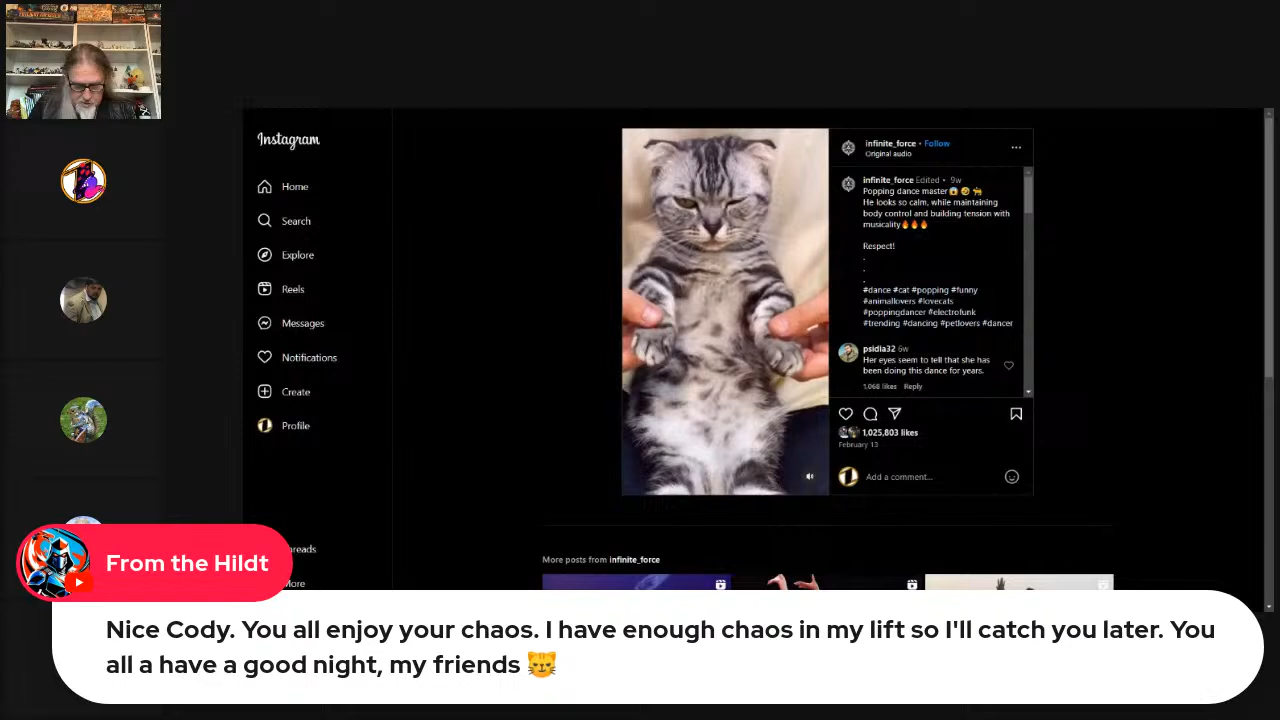 Instagram
Home
Search
Explore
Reels
Messages
Notifications
Create
Profile
More
infinite_force • Follow
Original audio
infinite_force Edited • 9w
Popping dance master😱🤣🐈
He looks so calm, while maintaining
body control and building tension with
musicality🔥🔥🔥
Respect!
.
.
.
#dance #cat #popping #funny
#animallovers #lovecats
#poppingdancer #electrofunk
#trending #dancing #petlovers #dancer
psidia32 6w
Her eyes seem to tell that she has
been doing this dance for years.
1,068 likes Reply
1,025,803 likes
February 13
Add a comment...
More posts from infinite_force
From the Hildt
Nice Cody. You all enjoy your chaos. I have enough chaos in my lift so I'll catch you later. You
all a have a good night, my friends 😼